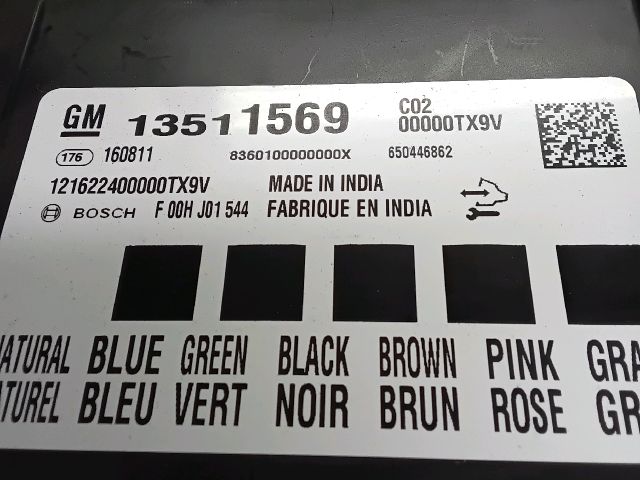 GM 13511569 C02
00000TX9V
176 160811 8360100000000X 650446862
121622400000TX9V MADE IN INDIA
BOSCH F 00H J01 544 FABRIQUE EN INDIA
NATURAL BLUE GREEN BLACK BROWN PINK GRA
ATUREL BLEU VERT NOIR BRUN ROSE GR